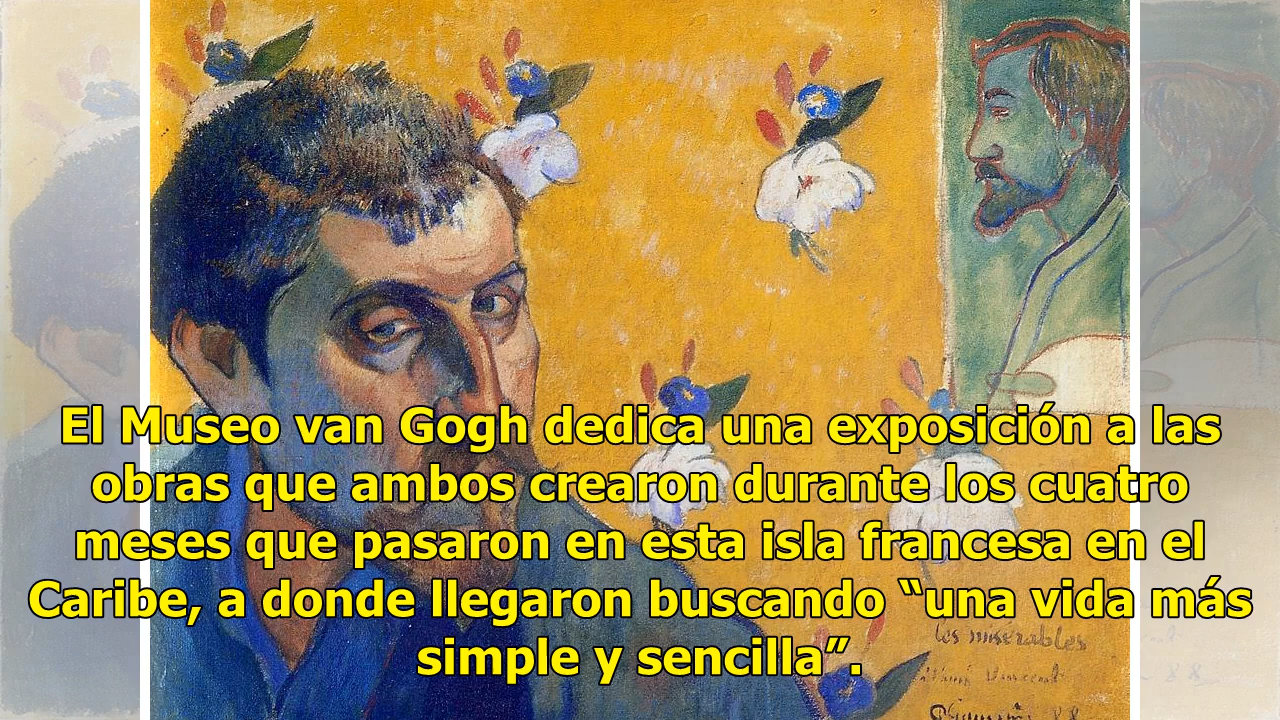 El Museo van Gogh dedica una exposición a las
obras que ambos crearon durante los cuatro
meses que pasaron en esta isla francesa en el
Caribe, a donde llegaron buscando “una vida más
simple y sencilla”.
les misérables